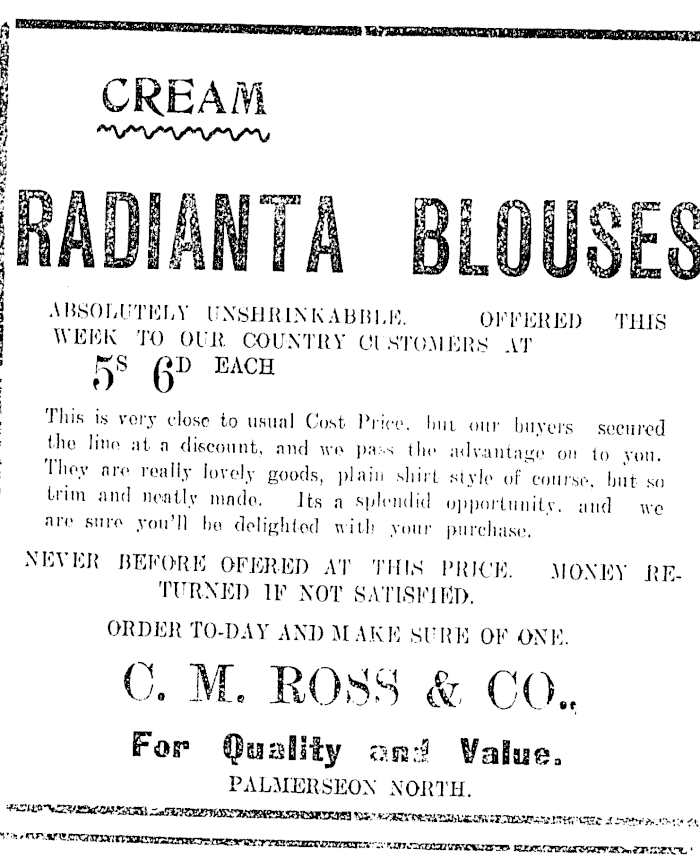 CREAM
RADIANTA BLOUSES
ABSOLUTELY UNSHRINKABBLE. OFFERED THIS
WEEK TO OUR COUNTRY CUSTOMERS AT
5S 6D EACH
This is very close to usual Cost Price, but our buyers secured
the line at a discount, and we pass the advantage on to you.
They are really lovely goods, plain shirt style of course, but so
trim and neatly made. Its a splendid opportunity, and we
are sure you'll be delighted with your purchase.
NEVER BEFORE OFERED AT THIS PRICE. MONEY RE-
TURNED IF NOT SATISFIED.
ORDER TO-DAY AND MAKE SURE OF ONE.
C. M. ROSS & CO.,
For Quality and Value.
PALMERSEON NORTH.